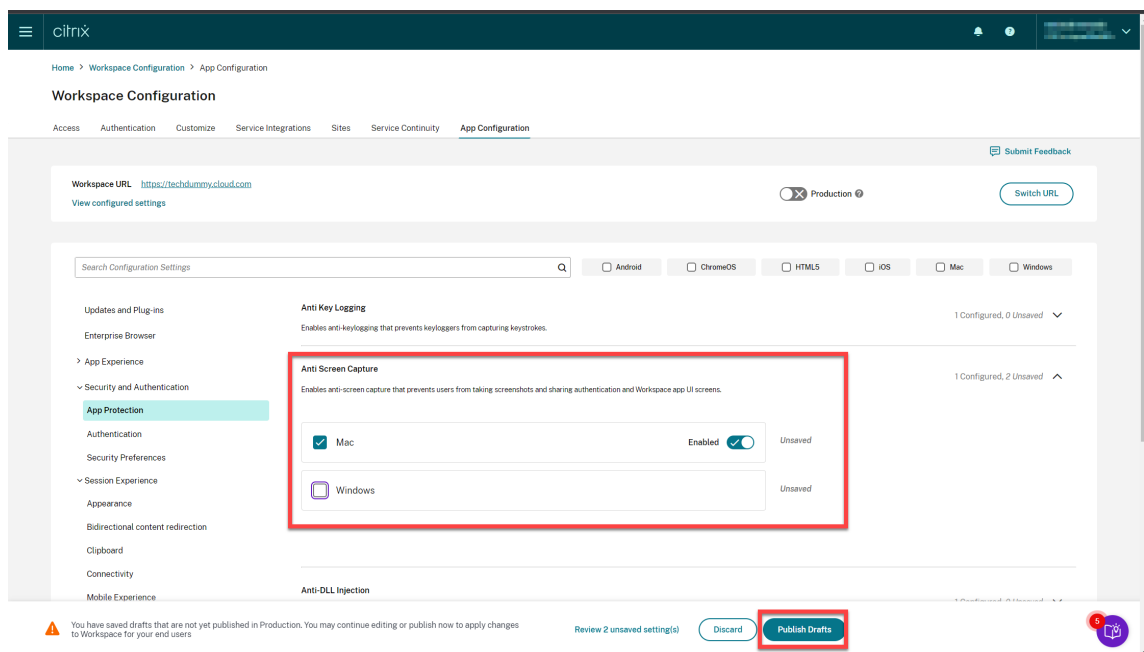 citrix
Home > Workspace Configuration > App Configuration
Workspace Configuration
Access Authentication Customize Service Integrations Sites Service Continuity App Configuration
Submit Feedback
Workspace URL https://techdummy.cloud.com
View configured settings
Production
Switch URL
Search Configuration Settings
Android ChromeOS HTML5 iOS Mac Windows
Updates and Plug-ins
Enterprise Browser
App Experience
Security and Authentication
App Protection
Authentication
Security Preferences
Session Experience
Appearance
Bidirectional content redirection
Clipboard
Connectivity
Mobile Experience
Anti Key Logging
1 Configured, 0 Unsaved
Enables anti-keylogging that prevents keyloggers from capturing keystrokes.
Anti Screen Capture
1 Configured, 2 Unsaved
Enables anti-screen capture that prevents users from taking screenshots and sharing authentication and Workspace app UI screens.
Mac Enabled Unsaved
Windows Unsaved
Anti-DLL Injection
You have saved drafts that are not yet published in Production. You may continue editing or publish now to apply changes
to Workspace for your end users
Review 2 unsaved setting(s) Discard Publish Drafts
5